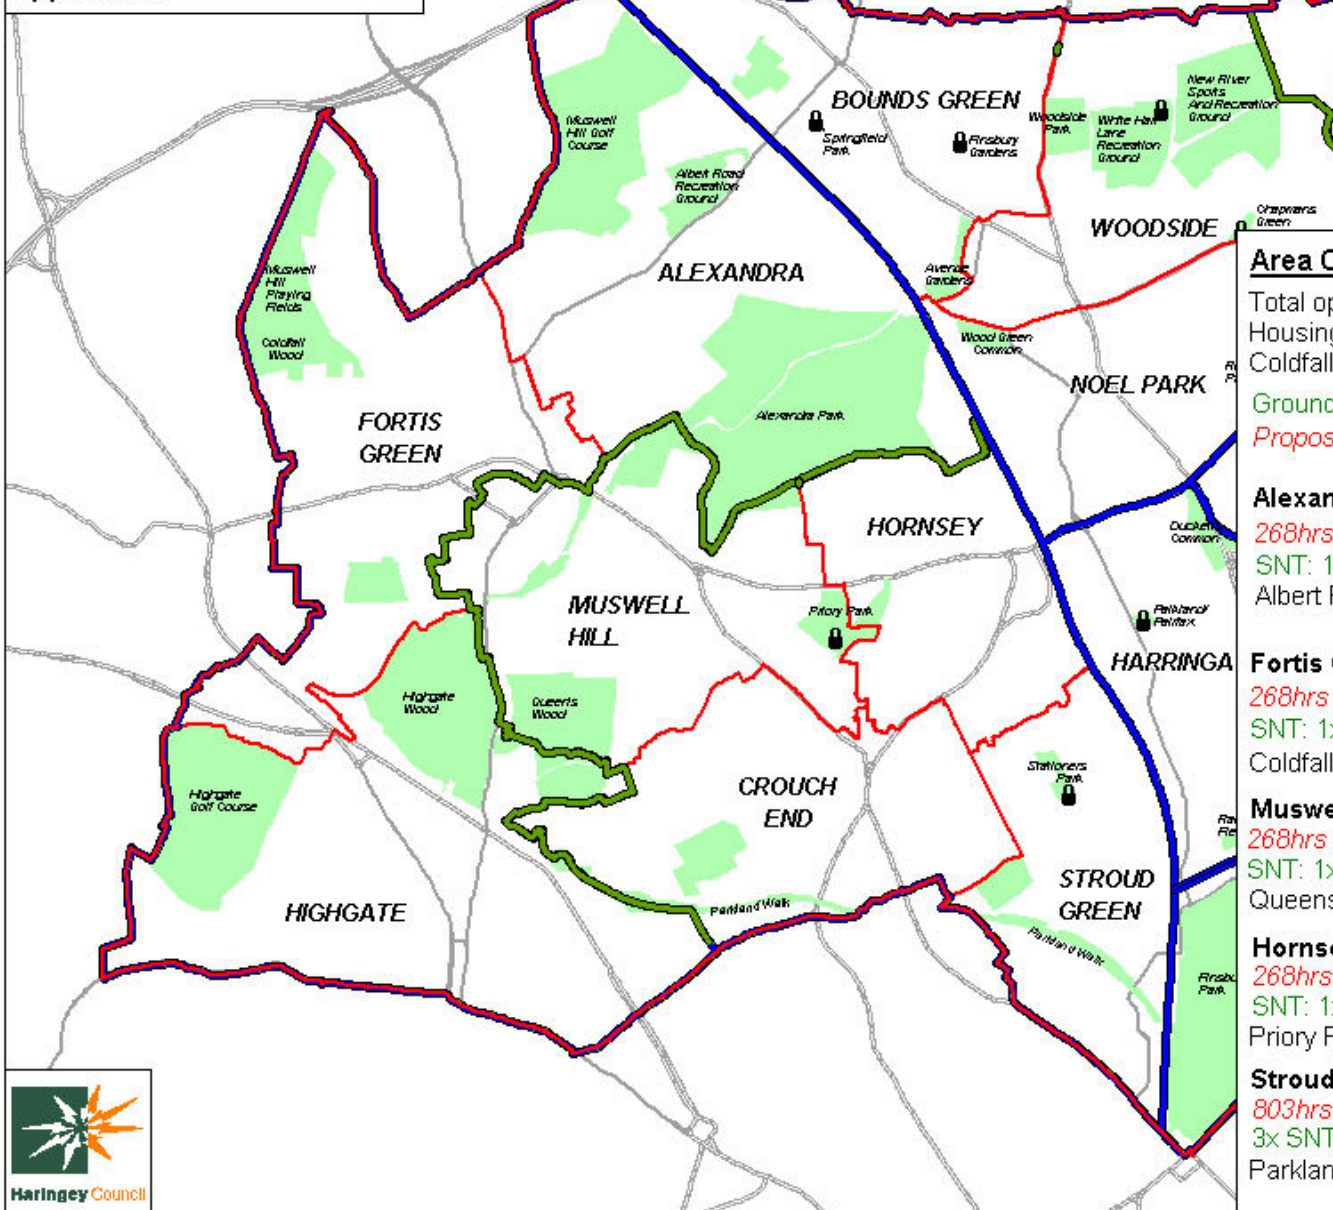 BOUNDS GREEN
New River
Sports
And Recreation
Ground
Muswell
Hill Golf
Course
Springfield
Park
Finsbury
Gardens
Woodside
Park
White Hart
Lane
Recreation
Ground
Albert Road
Recreation
Ground
Chapmans
Green
WOODSIDE
ALEXANDRA
Avenue
Gardens
Muswell
Hill
Playing
Fields
Coldfall
Wood
Wood Green
Common
NOEL PARK
Alexandra Park
FORTIS
GREEN
HORNSEY
Common
MUSWELL
HILL
Priory Park
Fairfax
HARRINGA
Highgate
Wood
Queens
Wood
CROUCH
END
Stationers
Park
Highgate
Golf Course
HIGHGATE
Parkland Walk
STROUD
GREEN
Parkland Walk
Finsbu
Park
Haringey Council
Area C
Total op
Housing
Coldfall
Ground
Propos
Alexan
268hrs
SNT: 1
Albert
Fortis
268hrs
SNT: 1x
Coldfall
Muswe
268hrs
SNT: 1x
Queens
Hornse
268hrs
SNT: 1x
Priory
Stroud
803hrs
3x SNT
Parklan